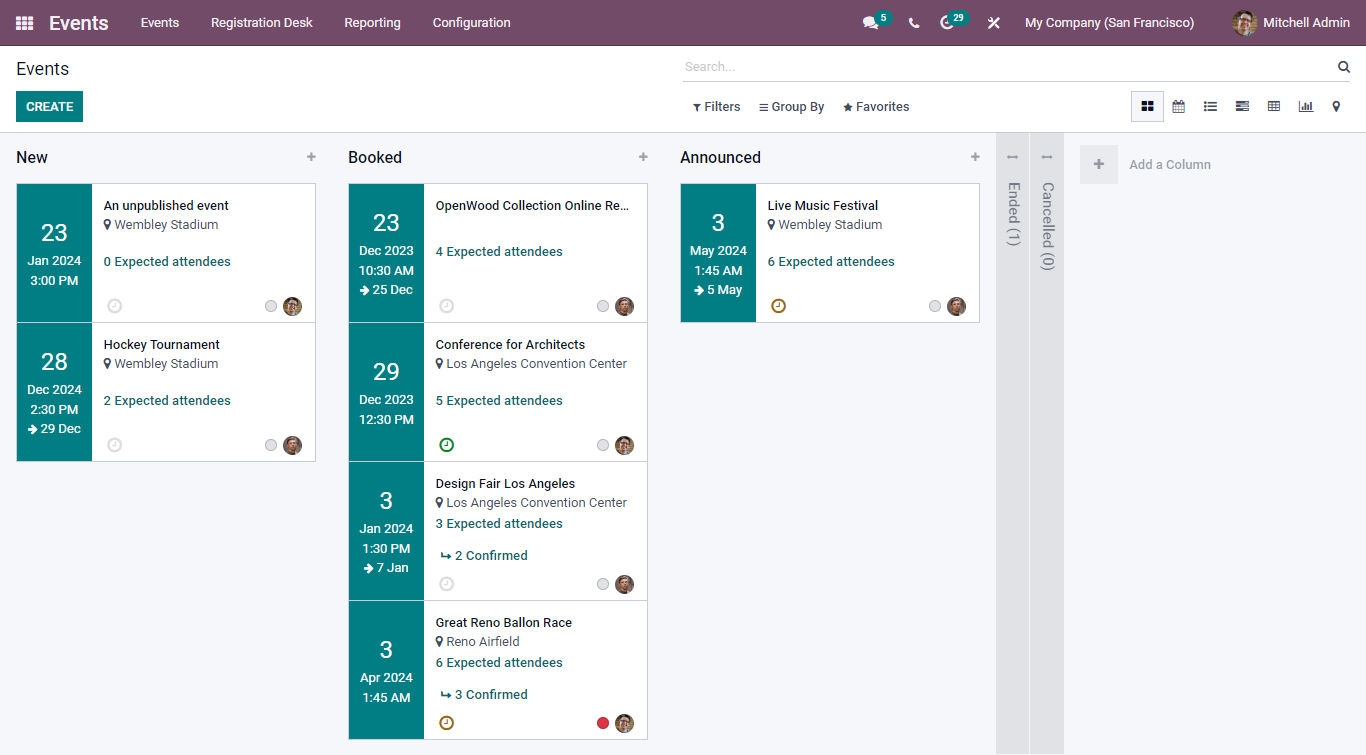 Events
Events
Registration Desk
Reporting
Configuration
5
29
My Company (San Francisco)
Mitchell Admin
Events
Search...
CREATE
Filters
Group By
Favorites
New
23
Jan 2024
3:00 PM
An unpublished event
Wembley Stadium
0 Expected attendees
28
Dec 2024
2:30 PM
29 Dec
Hockey Tournament
Wembley Stadium
2 Expected attendees
Booked
23
Dec 2023
10:30 AM
25 Dec
OpenWood Collection Online Re...
4 Expected attendees
29
Dec 2023
12:30 PM
Conference for Architects
Los Angeles Convention Center
5 Expected attendees
3
Jan 2024
1:30 PM
7 Jan
Design Fair Los Angeles
Los Angeles Convention Center
3 Expected attendees
2 Confirmed
3
Apr 2024
1:45 AM
Great Reno Ballon Race
Reno Airfield
6 Expected attendees
3 Confirmed
Announced
3
May 2024
1:45 AM
5 May
Live Music Festival
Wembley Stadium
6 Expected attendees
Ended (1)
Cancelled (0)
Add a Column